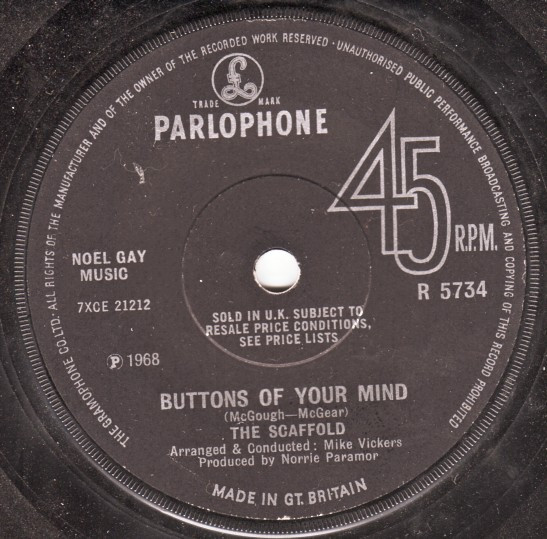 THE GRAMOPHONE CO. LTD. ALL RIGHTS OF THE MANUFACTURER AND OF THE OWNER OF THE RECORDED WORK RESERVED · UNAUTHORISED PUBLIC PERFORMANCE BROADCASTING AND COPYING OF THIS RECORD PROHIBITED
£
TRADE MARK
PARLOPHONE
45 R.P.M.
NOEL GAY
MUSIC
7XCE 21212
R 5734
SOLD IN U.K. SUBJECT TO
RESALE PRICE CONDITIONS,
SEE PRICE LISTS
Ⓟ 1968
BUTTONS OF YOUR MIND
(McGough—McGear)
THE SCAFFOLD
Arranged & Conducted : Mike Vickers
Produced by Norrie Paramor
MADE IN GT. BRITAIN